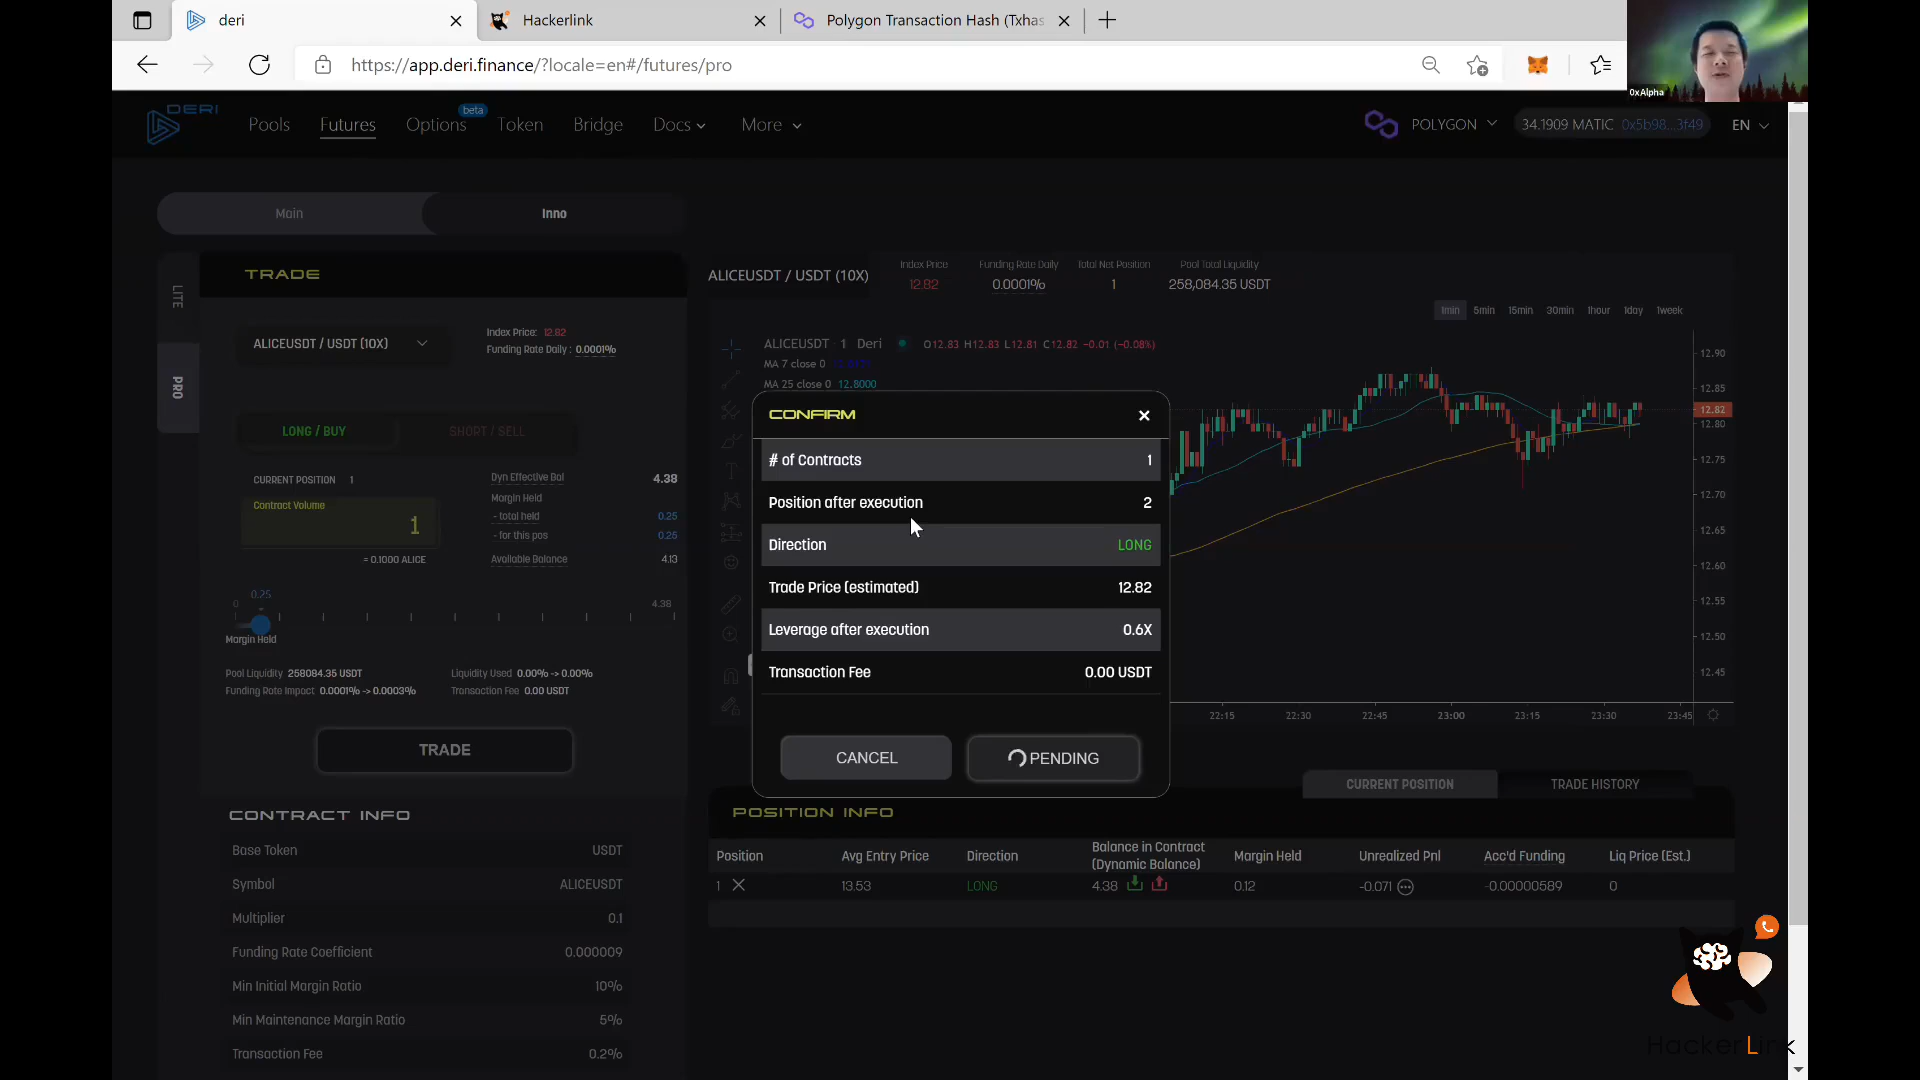 deri
Hackerlink
Polygon Transaction Hash (Txhas
https://app.deri.finance/?locale=en#/futures/pro
0xAlpha
DERI
Pools
Futures
Options
beta
Token
Bridge
Docs
More
POLYGON
34.1909 MATIC 0x5b98...3f49
EN
Main
Inno
LITE
PRO
TRADE
ALICEUSDT / USDT (10X)
Index Price: 12.82
Funding Rate Daily : 0.0001%
LONG / BUY
SHORT / SELL
CURRENT POSITION 1
Contract Volume
1
= 0.1000 ALICE
Dyn Effective Bal 4.38
Margin Held
- total held 0.25
- for this pos 0.25
Available Balance 4.13
0 0.25 4.38
Margin Held
Pool Liquidity 258084.35 USDT
Liquidity Used 0.00% -> 0.00%
Funding Rate Impact 0.0001% -> 0.0003%
Transaction Fee 0.00 USDT
TRADE
CONTRACT INFO
Base Token USDT
Symbol ALICEUSDT
Multiplier 0.1
Funding Rate Coefficient 0.000009
Min Initial Margin Ratio 10%
Min Maintenance Margin Ratio 5%
Transaction Fee 0.2%
ALICEUSDT / USDT (10X)
Index Price
12.82
Funding Rate Daily
0.0001%
Total Net Position
1
Pool Total Liquidity
258,084.35 USDT
1min 5min 15min 30min 1hour 1day 1week
ALICEUSDT 1 Deri O12.83 H12.83 L12.81 C12.82 -0.01 (-0.08%)
MA 7 close 0
MA 25 close 0 12.8000
12.90
12.85
12.82
12.80
12.75
12.70
12.65
12.60
12.55
12.50
12.45
22:15 22:30 22:45 23:00 23:15 23:30 23:45
CONFIRM
# of Contracts 1
Position after execution 2
Direction LONG
Trade Price (estimated) 12.82
Leverage after execution 0.6X
Transaction Fee 0.00 USDT
CANCEL
PENDING
CURRENT POSITION
TRADE HISTORY
POSITION INFO
Position
Avg Entry Price
Direction
Balance in Contract
(Dynamic Balance)
Margin Held
Unrealized Pnl
Acc'd Funding
Liq Price (Est.)
1 13.53 LONG 4.38 0.12 -0.071 -0.00000589 0
HackerLink